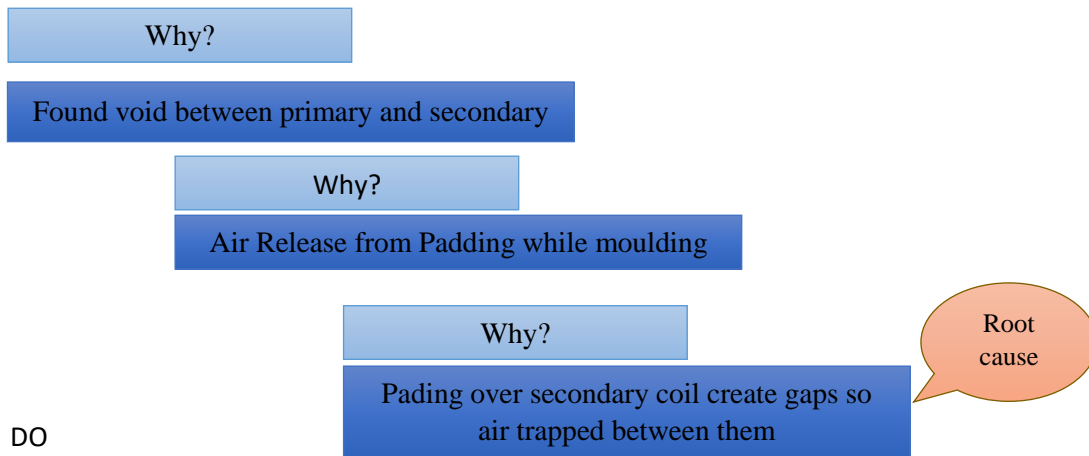 Why?
Found void between primary and secondary
Why?
Air Release from Padding while moulding
Why?
Root
cause
Pading over secondary coil create gaps so
air trapped between them
DO